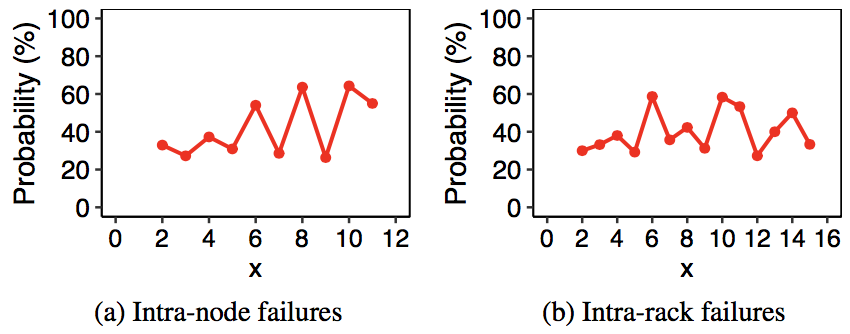 Probability (%)
100
80
60
40
20
0
0 2 4 6 8 10 12
x
(a) Intra-node failures
Probability (%)
100
80
60
40
20
0
0 2 4 6 8 10 12 14 16
x
(b) Intra-rack failures